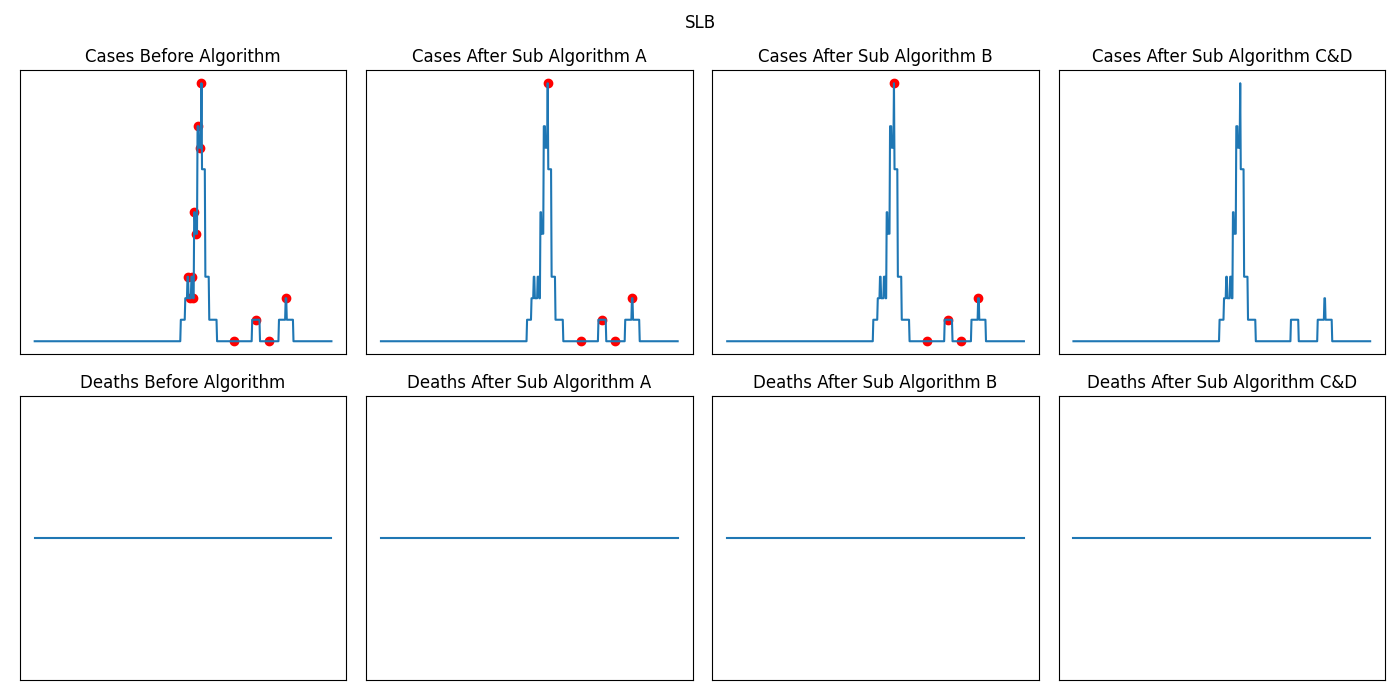 SLB
Cases Before Algorithm
Cases After Sub Algorithm A
Cases After Sub Algorithm B
Cases After Sub Algorithm C&D
Deaths Before Algorithm
Deaths After Sub Algorithm A
Deaths After Sub Algorithm B
Deaths After Sub Algorithm C&D